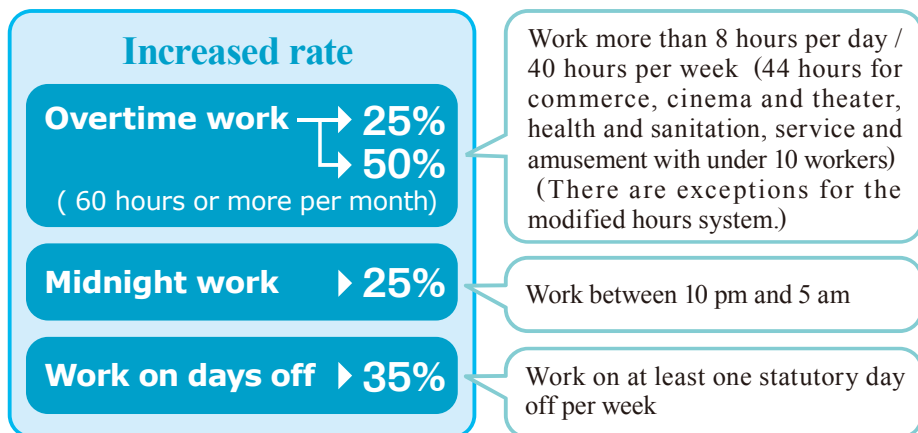 Increased rate
Overtime work 25%
50%
( 60 hours or more per month)
Work more than 8 hours per day /
40 hours per week (44 hours for
commerce, cinema and theater,
health and sanitation, service and
amusement with under 10 workers)
(There are exceptions for the
modified hours system.)
Midnight work 25%
Work between 10 pm and 5 am
Work on days off 35%
Work on at least one statutory day
off per week